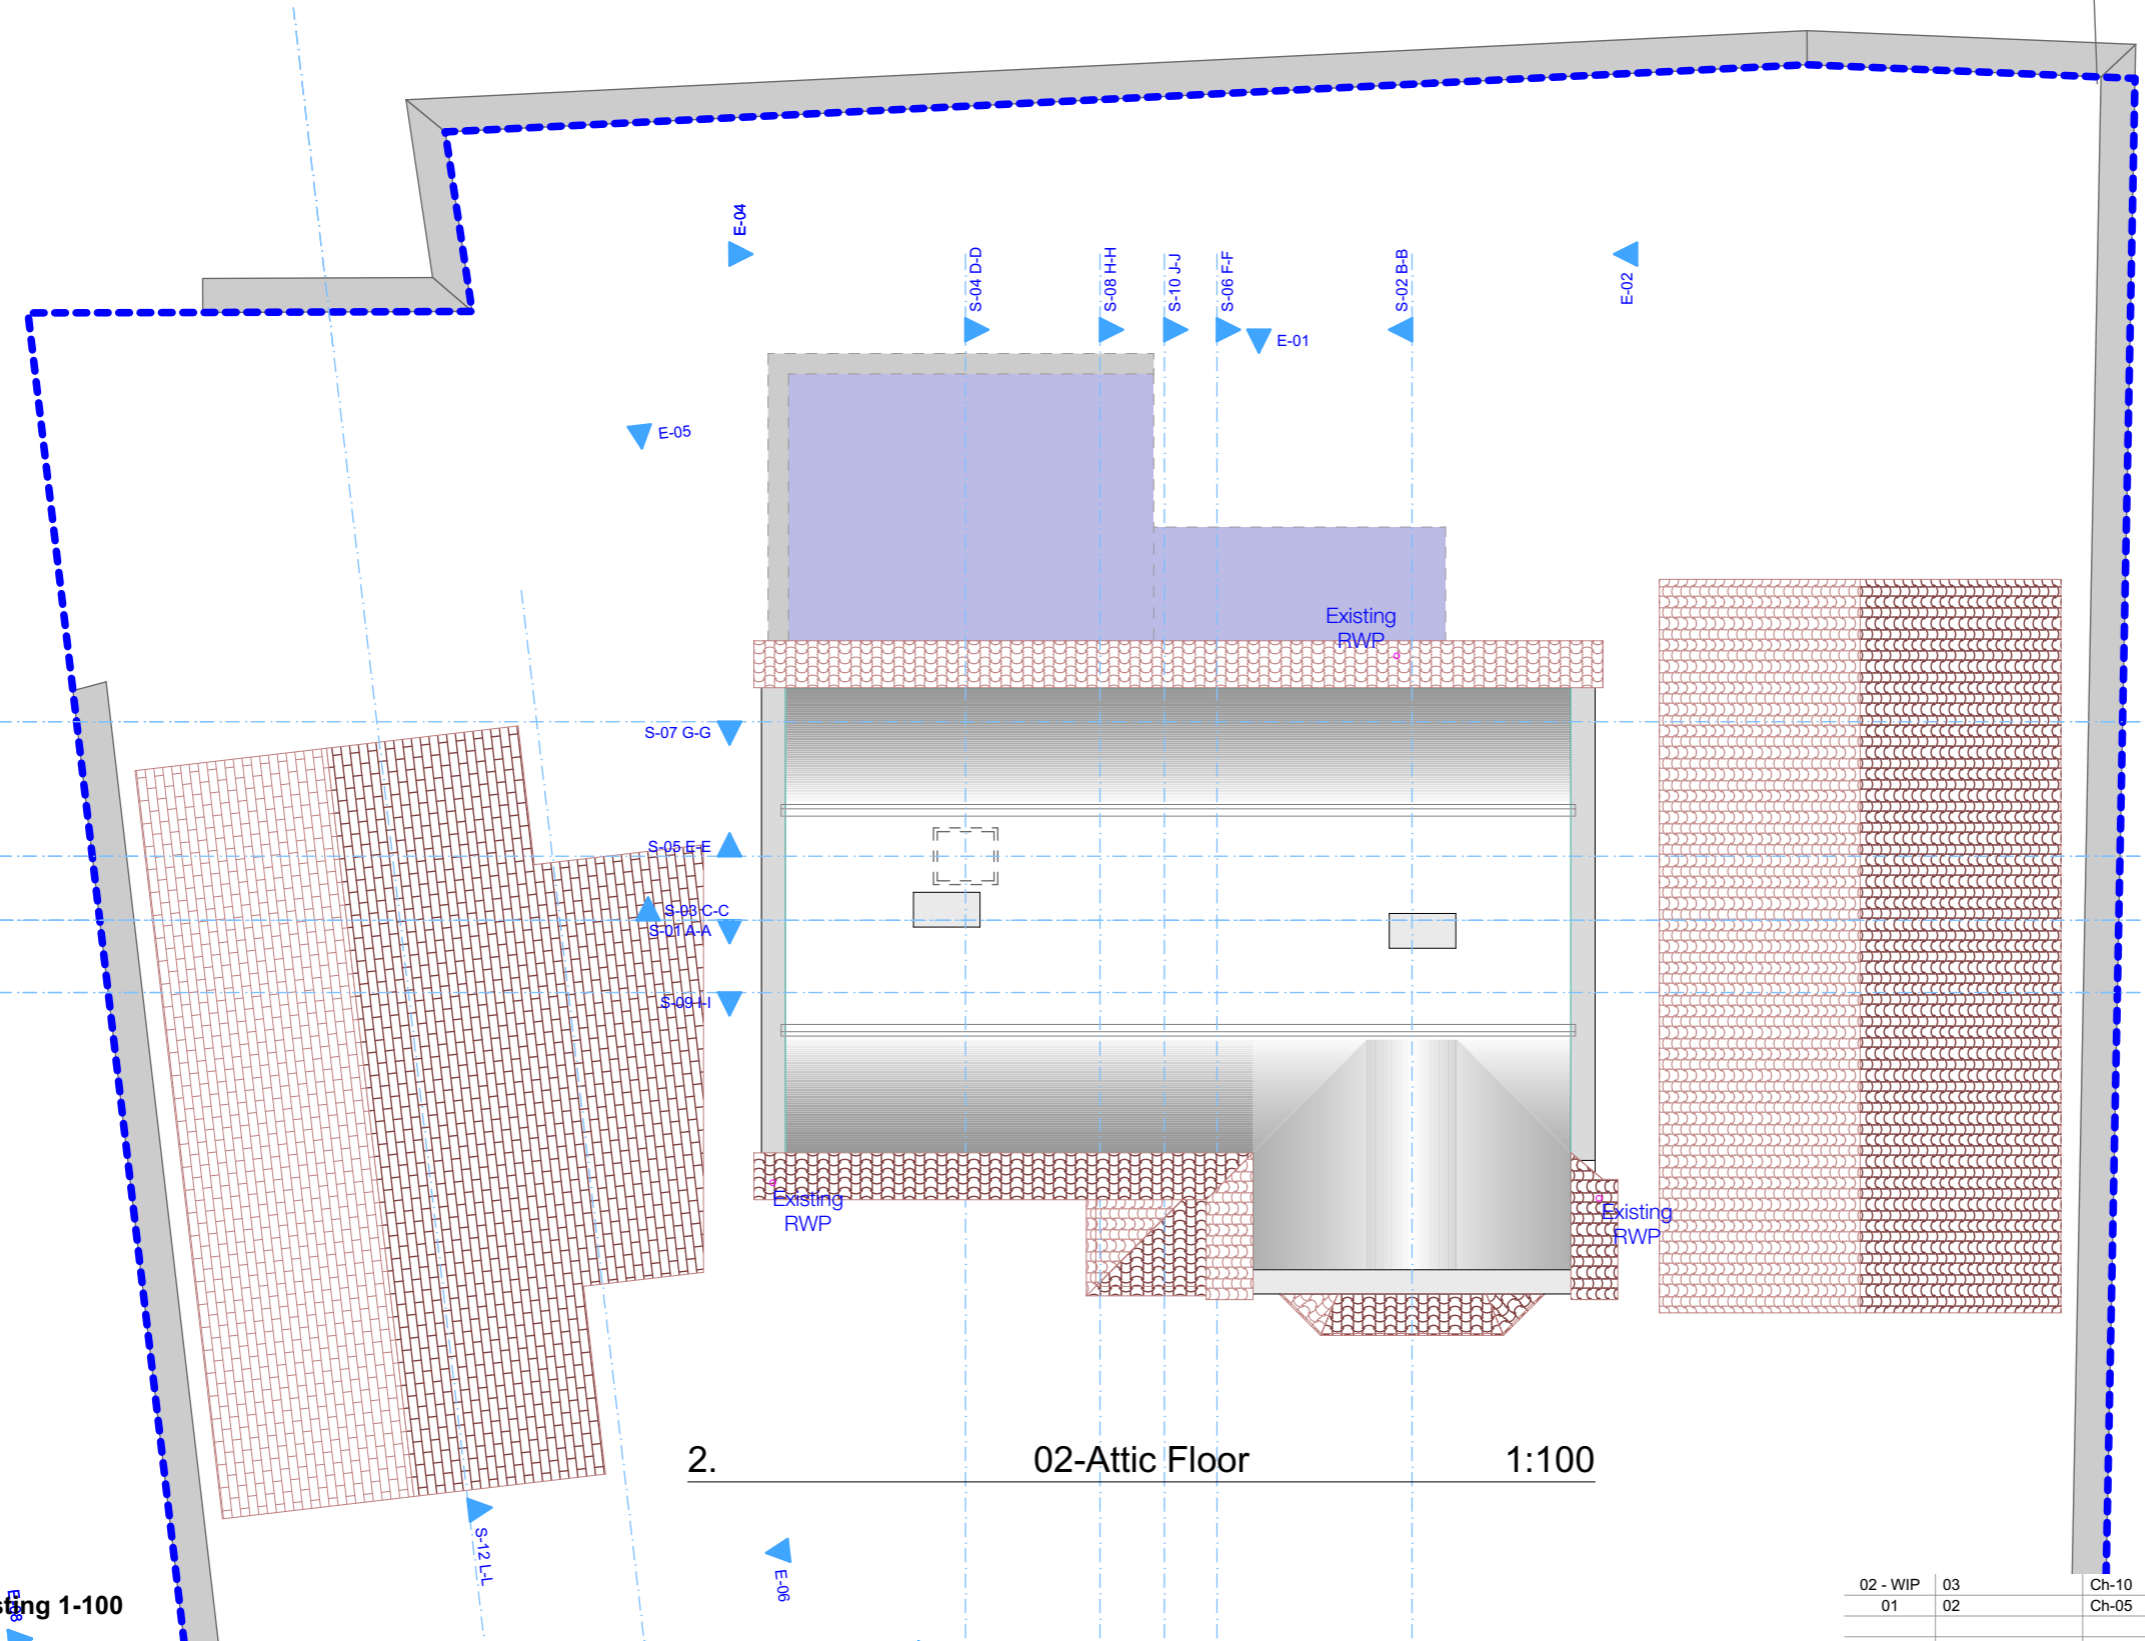 E-04
S-04 D-D
S-08 H-H
S-10 J-J
S-06 F-F
S-02 B-B
E-02
E-01
E-05
Existing
RWP
S-07 G-G
S-05 E-E
S-03 C-C
S-01 A-A
S-09 I-I
Existing
RWP
Existing
RWP
2. 02-Attic Floor 1:100
S-12 L-L
E-06
sting 1-100
02 - WIP 03 Ch-10
01 02 Ch-05